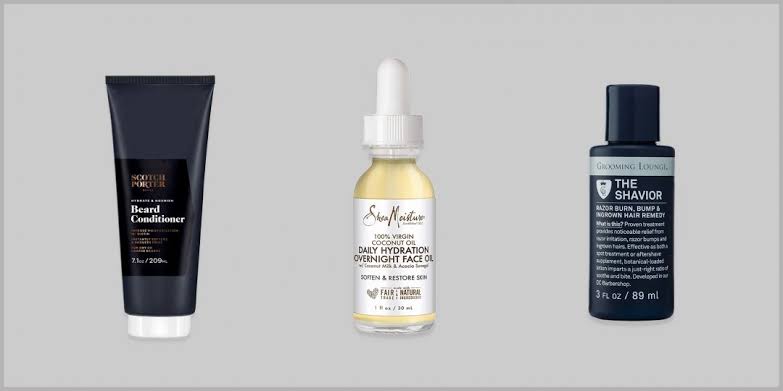 SCOTCH
PORTER
HYDRATE & NOURISH
Beard
Conditioner
7.1oz / 209mL
SheaMoisture
100% VIRGIN
COCONUT OIL
DAILY HYDRATION
OVERNIGHT FACE OIL
w/ Coconut Milk & Acacia Senegal
SOFTEN & RESTORE SKIN
FAIR
TRADE
NATURAL
INGREDIENTS
1 fl oz / 30 ml
GROOMING LOUNGE.
THE
SHAVIOR
RAZOR BURN, BUMP &
INGROWN HAIR REMEDY
What is this? Proven treatment
provides noticeable relief from
razor irritation, razor bumps and
ingrown hairs. Effective as both a
spot treatment or aftershave
supplement, botanical-loaded
lotion imparts a just-right ratio of
soothe and bite. Developed in our
DC Barbershop.
3 FL OZ / 89 ml